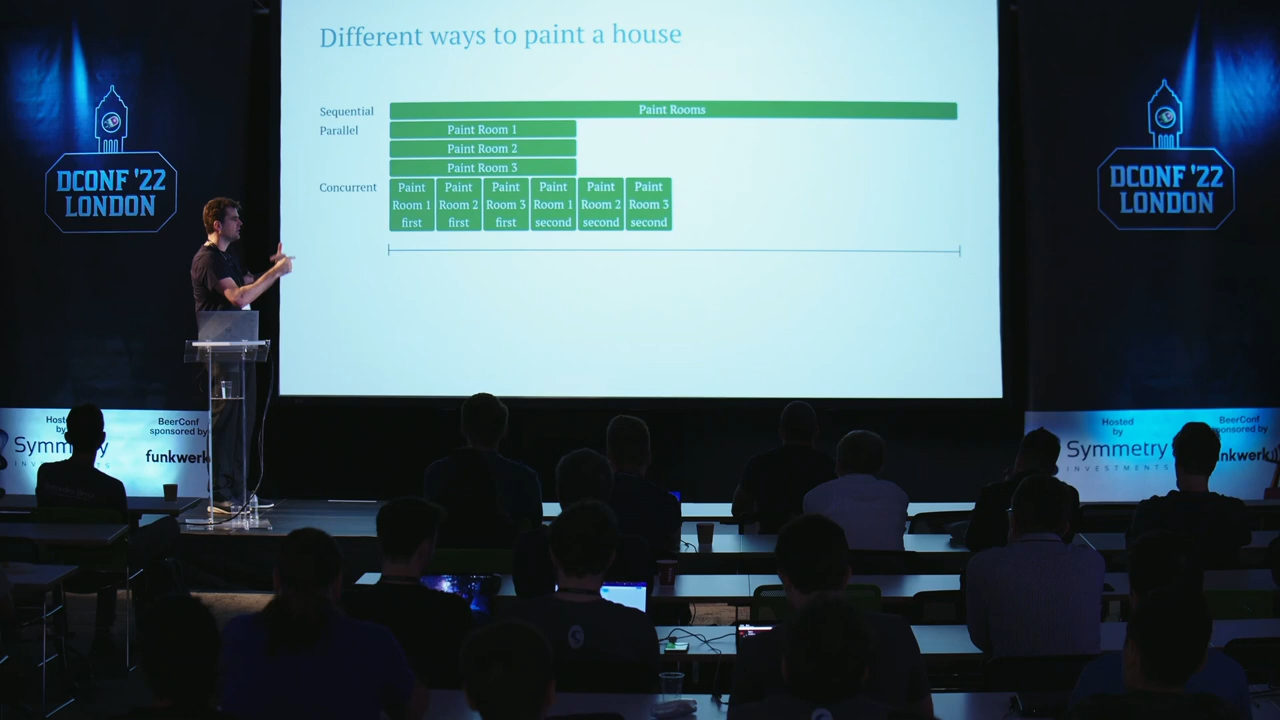 Different ways to paint a house
Sequential
Paint Rooms
Parallel
Paint Room 1
Paint Room 2
Paint Room 3
Concurrent
Paint
Room 1
first
Paint
Room 2
first
Paint
Room 3
first
Paint
Room 1
second
Paint
Room 2
second
Paint
Room 3
second
DCONF '22
LONDON
DCONF '22
LONDON
Hosted
by
Symmetry
INVESTMENTS
BeerConf
sponsored by
funkwerk
Hosted
by
Symmetry
INVESTMENTS
BeerConf
sponsored by
funkwerk